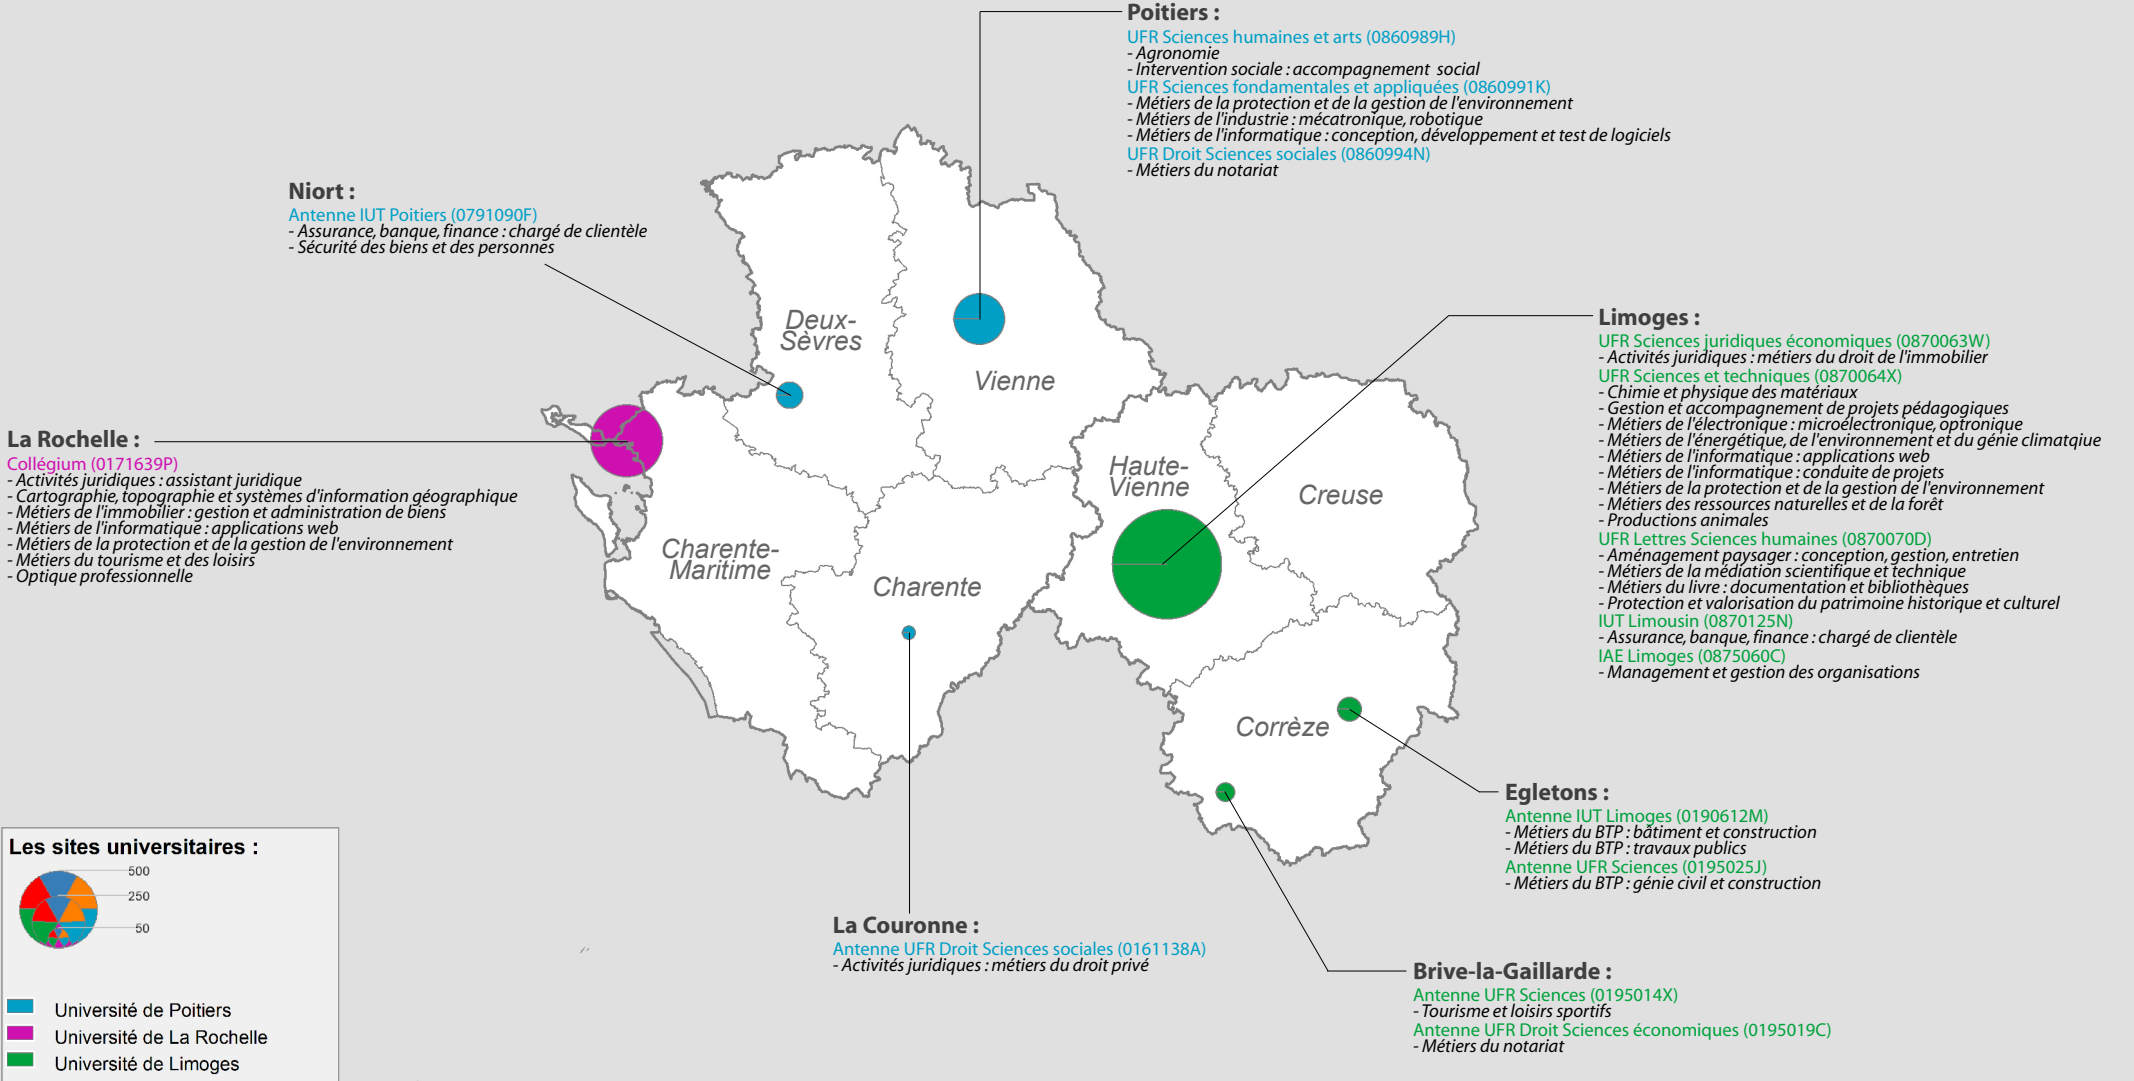 Poitiers :
UFR Sciences humaines et arts (0860989H)
- Agronomie
- Intervention sociale : accompagnement social
UFR Sciences fondamentales et appliquées (0860991K)
- Métiers de la protection et de la gestion de l'environnement
- Métiers de l'industrie : mécatronique, robotique
- Métiers de l'informatique : conception, développement et test de logiciels
UFR Droit Sciences sociales (0860994N)
- Métiers du notariat
Niort :
Antenne IUT Poitiers (0791090F)
- Assurance, banque, finance : chargé de clientèle
- Sécurité des biens et des personnes
Limoges :
UFR Sciences juridiques économiques (0870063W)
- Activités juridiques : métiers du droit de l'immobilier
UFR Sciences et techniques (0870064X)
- Chimie et physique des matériaux
- Gestion et accompagnement de projets pédagogiques
- Métiers de l'électronique : microélectronique, optronique
- Métiers de l'énergétique, de l'environnement et du génie climatqiue
- Métiers de l'informatique : applications web
- Métiers de l'informatique : conduite de projets
- Métiers de la protection et de la gestion de l'environnement
- Métiers des ressources naturelles et de la forêt
- Productions animales
UFR Lettres Sciences humaines (0870070D)
- Aménagement paysager : conception, gestion, entretien
- Métiers de la médiation scientifique et technique
- Métiers du livre : documentation et bibliothèques
- Protection et valorisation du patrimoine historique et culturel
IUT Limousin (0870125N)
- Assurance, banque, finance : chargé de clientèle
IAE Limoges (0875060C)
- Management et gestion des organisations
La Rochelle :
Collégium (0171639P)
- Activités juridiques : assistant juridique
- Cartographie, topographie et systèmes d'information géographique
- Métiers de l'immobilier : gestion et administration de biens
- Métiers de l'informatique : applications web
- Métiers de la protection et de la gestion de l'environnement
- Métiers du tourisme et des loisirs
- Optique professionnelle
Deux-
Sèvres
Vienne
Haute-
Vienne
Creuse
Charente-
Maritime
Charente
Corrèze
Egletons :
Antenne IUT Limoges (0190612M)
- Métiers du BTP : bâtiment et construction
- Métiers du BTP : travaux publics
Antenne UFR Sciences (0195025J)
- Métiers du BTP : génie civil et construction
La Couronne :
Antenne UFR Droit Sciences sociales (0161138A)
- Activités juridiques : métiers du droit privé
Brive-la-Gaillarde :
Antenne UFR Sciences (0195014X)
- Tourisme et loisirs sportifs
Antenne UFR Droit Sciences économiques (0195019C)
- Métiers du notariat
Les sites universitaires :
500
250
50
Université de Poitiers
Université de La Rochelle
Université de Limoges